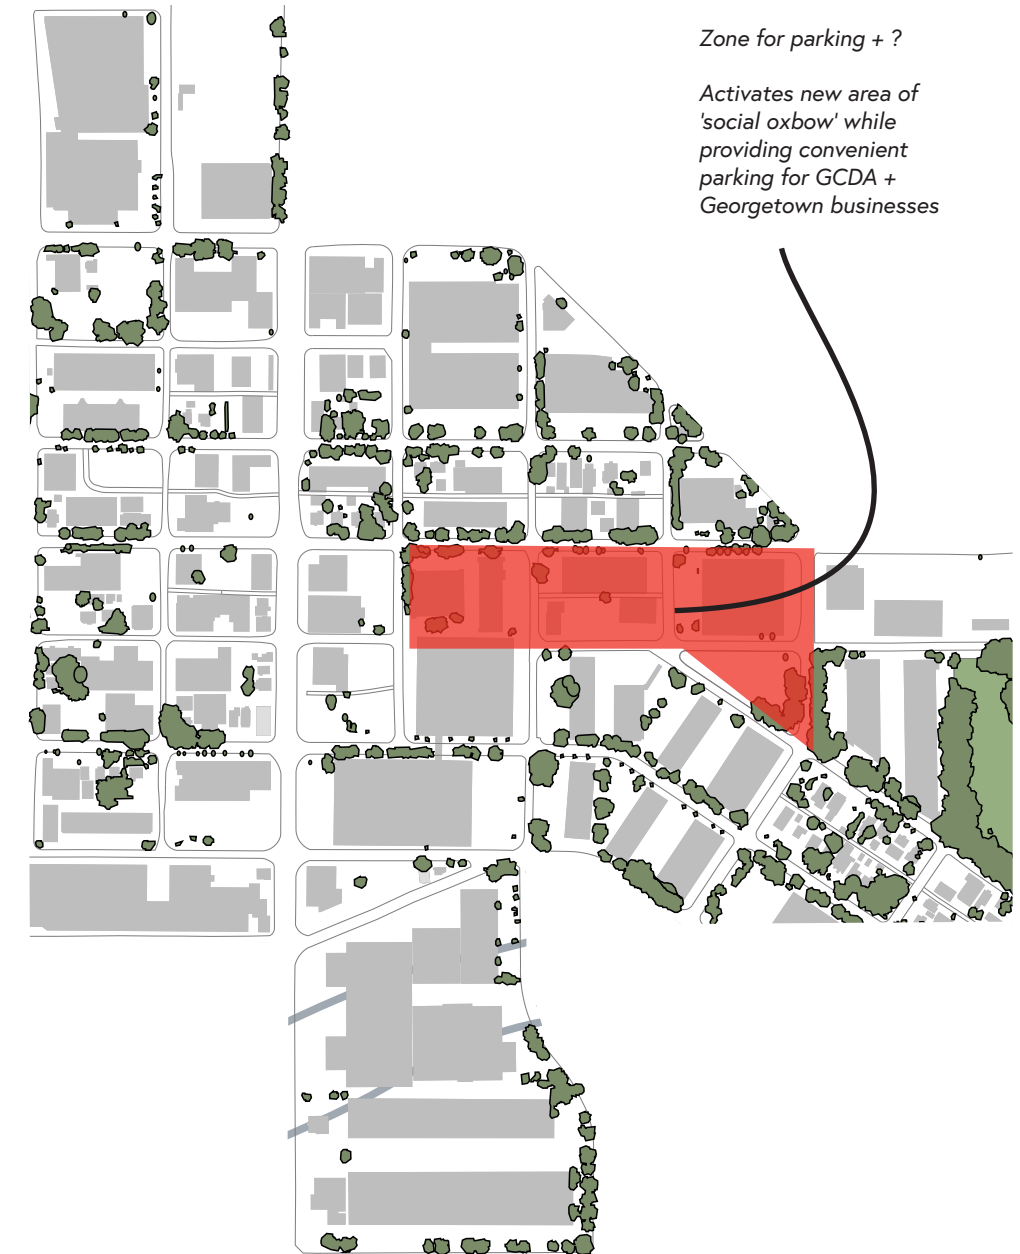 Zone for parking + ?
Activates new area of
'social oxbow' while
providing convenient
parking for GCDA +
Georgetown businesses